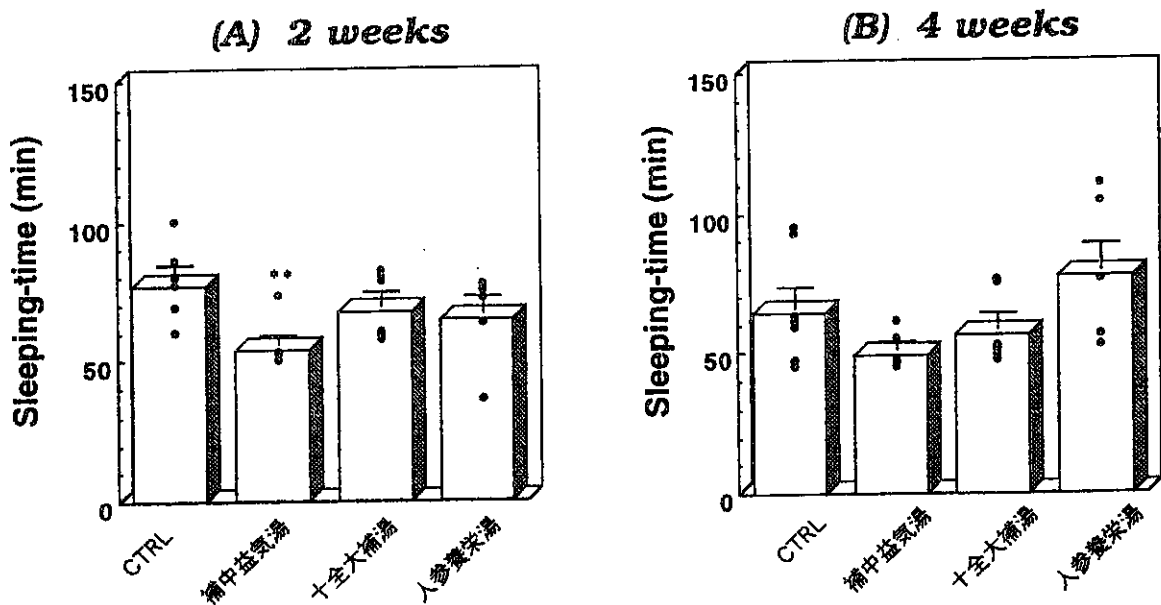 (A) 2 weeks
Sleeping-time (min)
150
100
50
0
CTRL
補中益気湯
十全大補湯
人参養栄湯
(B) 4 weeks
Sleeping-time (min)
150
100
50
0
CTRL
補中益気湯
十全大補湯
人参養栄湯